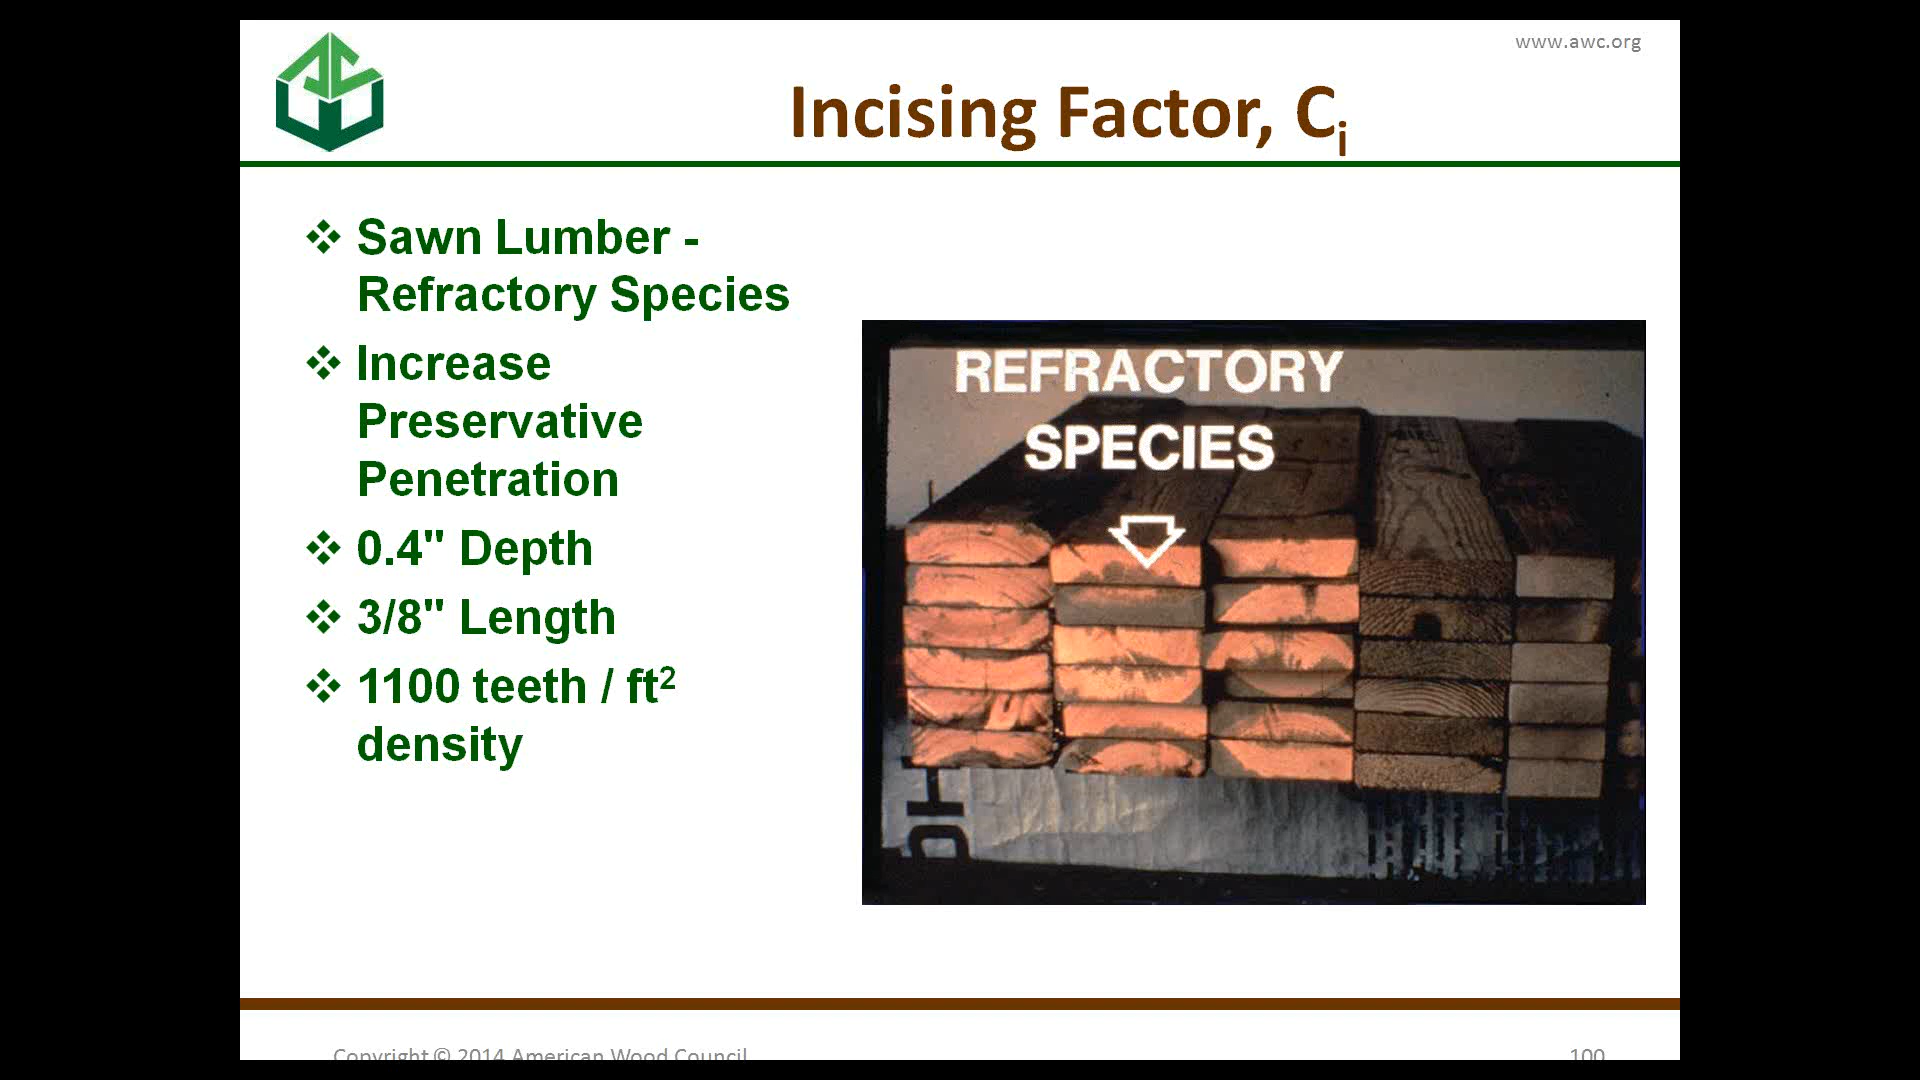 www.awc.org
Incising Factor, Ci
❖ Sawn Lumber -
Refractory Species
❖ Increase
Preservative
Penetration
❖ 0.4" Depth
❖ 3/8" Length
❖ 1100 teeth / ft²
density
REFRACTORY
SPECIES
Copyright © 2014 American Wood Council
100